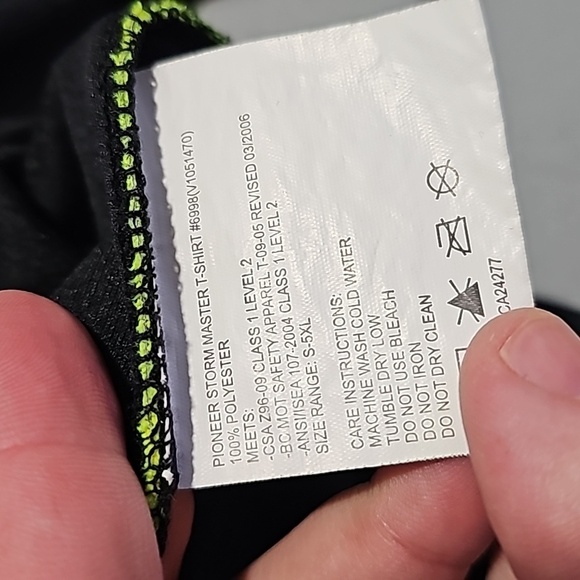 PIONEER STORM MASTER T-SHIRT #6998(V1051470)
100% POLYESTER
MEETS:
-CSA Z96-09 CLASS 1 LEVEL 2
-BC MOT SAFETY APPAREL T-09-05 REVISED 03/2006
-ANSI/ISEA 107-2004 CLASS 1 LEVEL 2
SIZE RANGE: S-5XL
CARE INSTRUCTIONS:
MACHINE WASH COLD WATER
TUMBLE DRY LOW
DO NOT USE BLEACH
DO NOT IRON
DO NOT DRY CLEAN
CA24277